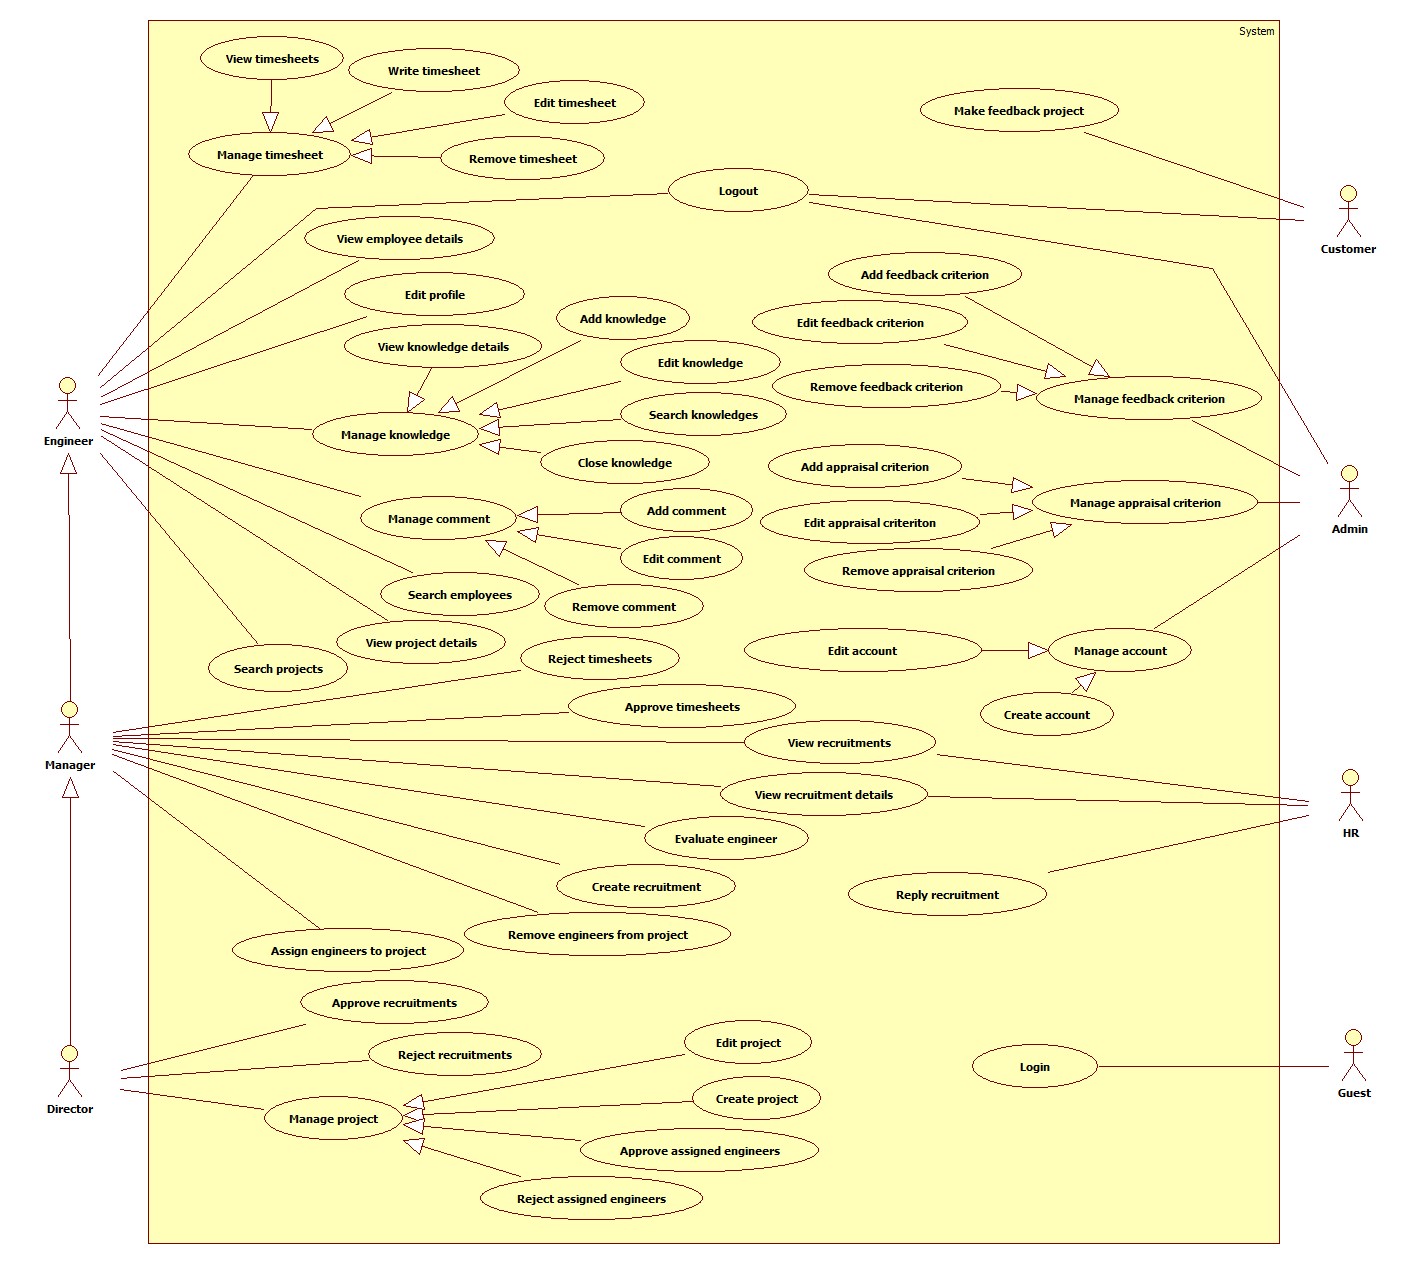 System
View timesheets
Write timesheet
Edit timesheet
Make feedback project
Manage timesheet
Remove timesheet
Logout
View employee details
Customer
Add feedback criterion
Edit profile
Add knowledge
Edit feedback criterion
View knowledge details
Edit knowledge
Remove feedback criterion
Manage feedback criterion
Search knowledges
Engineer
Manage knowledge
Close knowledge
Add appraisal criterion
Manage appraisal criterion
Add comment
Manage comment
Edit appraisal criteriton
Admin
Edit comment
Remove appraisal criterion
Search employees
Remove comment
View project details
Edit account
Manage account
Reject timesheets
Search projects
Approve timesheets
Create account
View recruitments
Manager
View recruitment details
HR
Evaluate engineer
Create recruitment
Reply recruitment
Remove engineers from project
Assign engineers to project
Approve recruitments
Edit project
Reject recruitments
Login
Guest
Create project
Director
Manage project
Approve assigned engineers
Reject assigned engineers